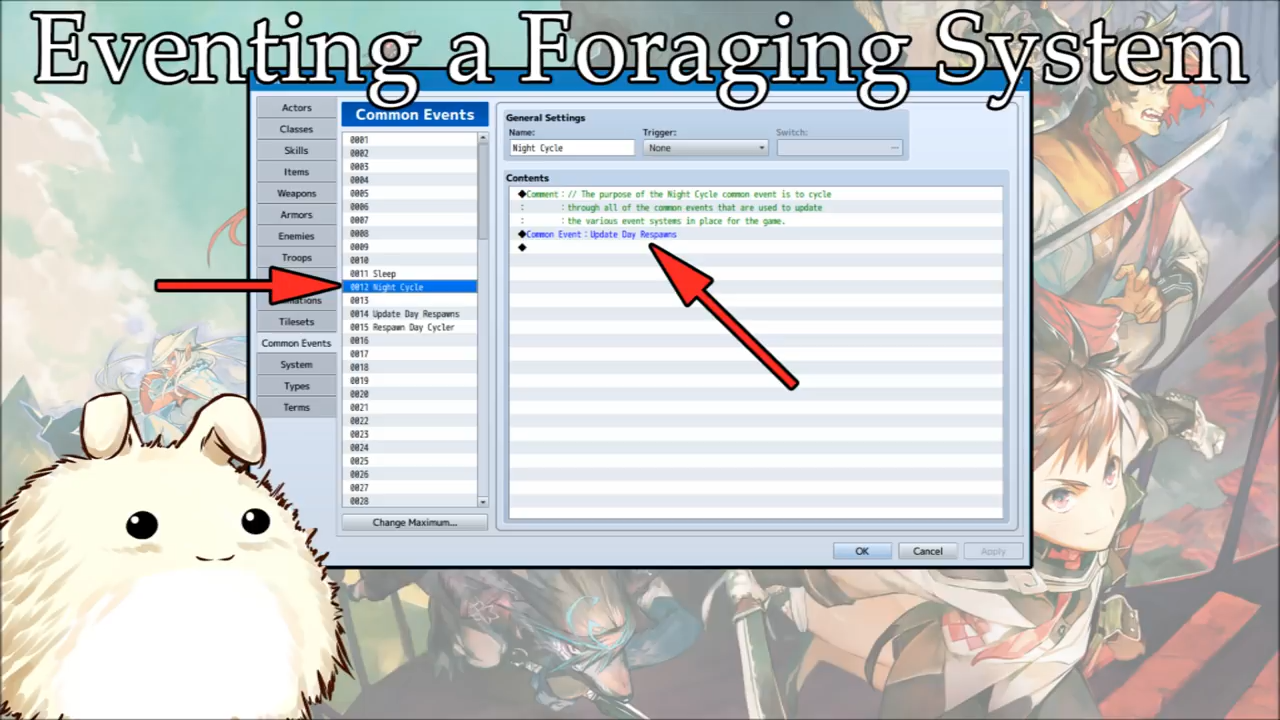 Eventing a Foraging System
Actors
Classes
Skills
Items
Weapons
Armors
Enemies
Troops
mations
Tilesets
Common Events
System
Types
Terms
Common Events
0001
0002
0003
0004
0005
0006
0007
0008
0009
0010
0011 Sleep
0012 Night Cycle
0013
0014 Update Day Respawns
0015 Respawn Day Cycler
0016
0017
0018
0019
0020
0021
0022
0023
0024
0025
0026
0027
0028
Change Maximum...
General Settings
Name: Trigger: Switch:
Night Cycle None ...
Contents
◆Comment：// The purpose of the Night Cycle common event is to cycle
：　　　：through all of the common events that are used to update
：　　　：the various event systems in place for the game.
◆Common Event：Update Day Respawns
◆
OK Cancel Apply